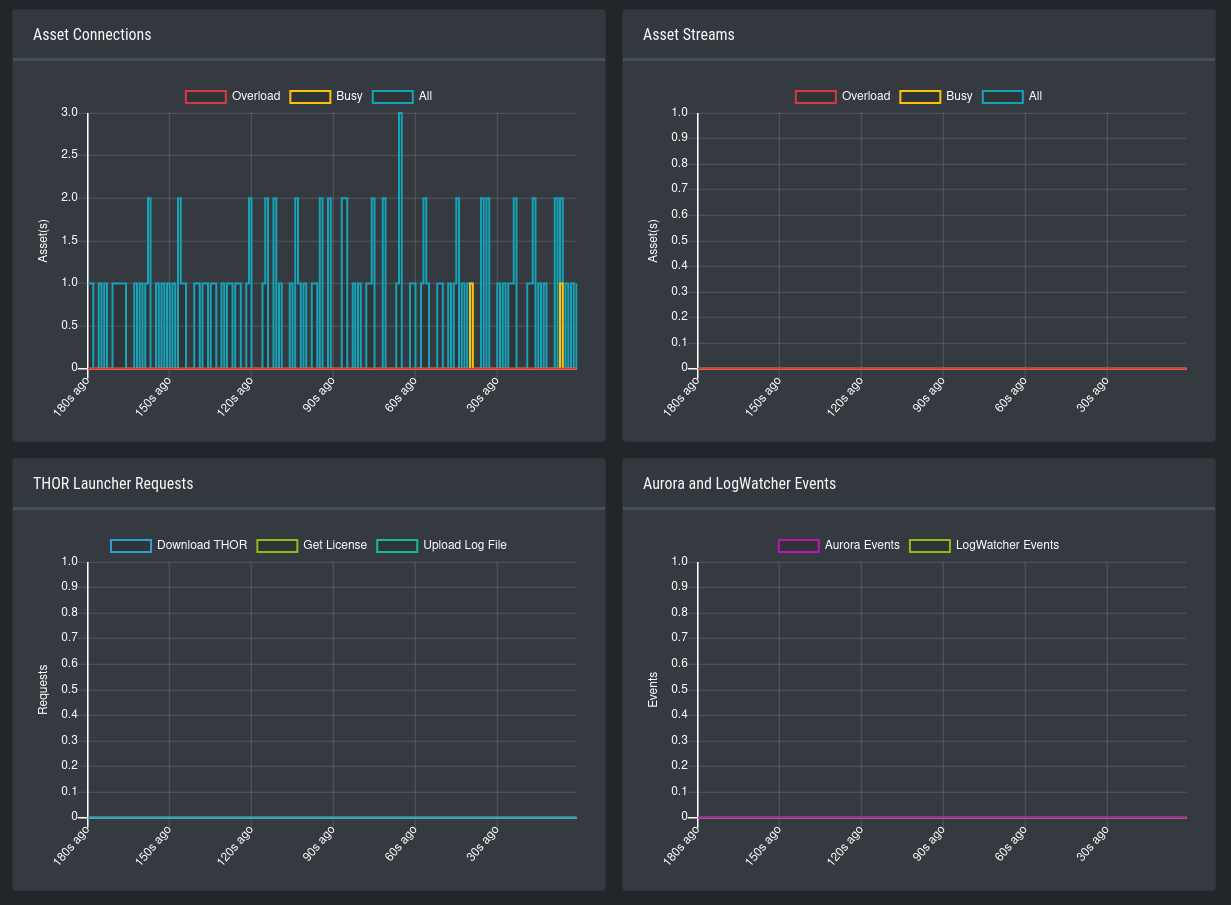 Asset Connections
Overload Busy All
3.0
2.5
2.0
1.5
1.0
0.5
0
Asset(s)
180s ago 150s ago 120s ago 90s ago 60s ago 30s ago
Asset Streams
Overload Busy All
1.0
0.9
0.8
0.7
0.6
0.5
0.4
0.3
0.2
0.1
0
Asset(s)
180s ago 150s ago 120s ago 90s ago 60s ago 30s ago
THOR Launcher Requests
Download THOR Get License Upload Log File
1.0
0.9
0.8
0.7
0.6
0.5
0.4
0.3
0.2
0.1
0
Requests
180s ago 150s ago 120s ago 90s ago 60s ago 30s ago
Aurora and LogWatcher Events
Aurora Events LogWatcher Events
1.0
0.9
0.8
0.7
0.6
0.5
0.4
0.3
0.2
0.1
0
Events
180s ago 150s ago 120s ago 90s ago 60s ago 30s ago